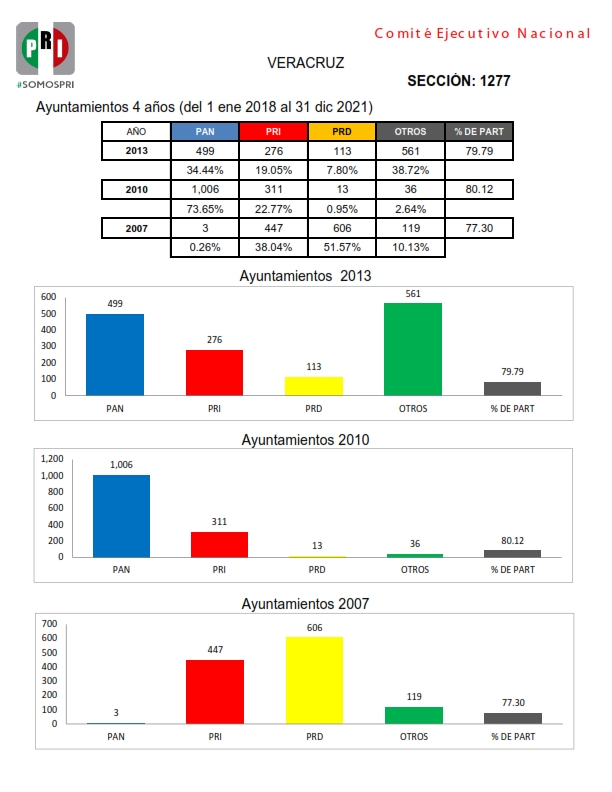 PRI
#SOMOSPRI
Comité Ejecutivo Nacional
VERACRUZ
SECCIÓN: 1277
Ayuntamientos 4 años (del 1 ene 2018 al 31 dic 2021)
AÑO PAN PRI PRD OTROS % DE PART
2013 499 276 113 561 79.79
34.44% 19.05% 7.80% 38.72%
2010 1,006 311 13 36 80.12
73.65% 22.77% 0.95% 2.64%
2007 3 447 606 119 77.30
0.26% 38.04% 51.57% 10.13%
Ayuntamientos 2013
600
500
400
300
200
100
0
499 276 113 561 79.79
PAN PRI PRD OTROS % DE PART
Ayuntamientos 2010
1,200
1,000
800
600
400
200
0
1,006 311 13 36 80.12
PAN PRI PRD OTROS % DE PART
Ayuntamientos 2007
700
600
500
400
300
200
100
0
3 447 606 119 77.30
PAN PRI PRD OTROS % DE PART